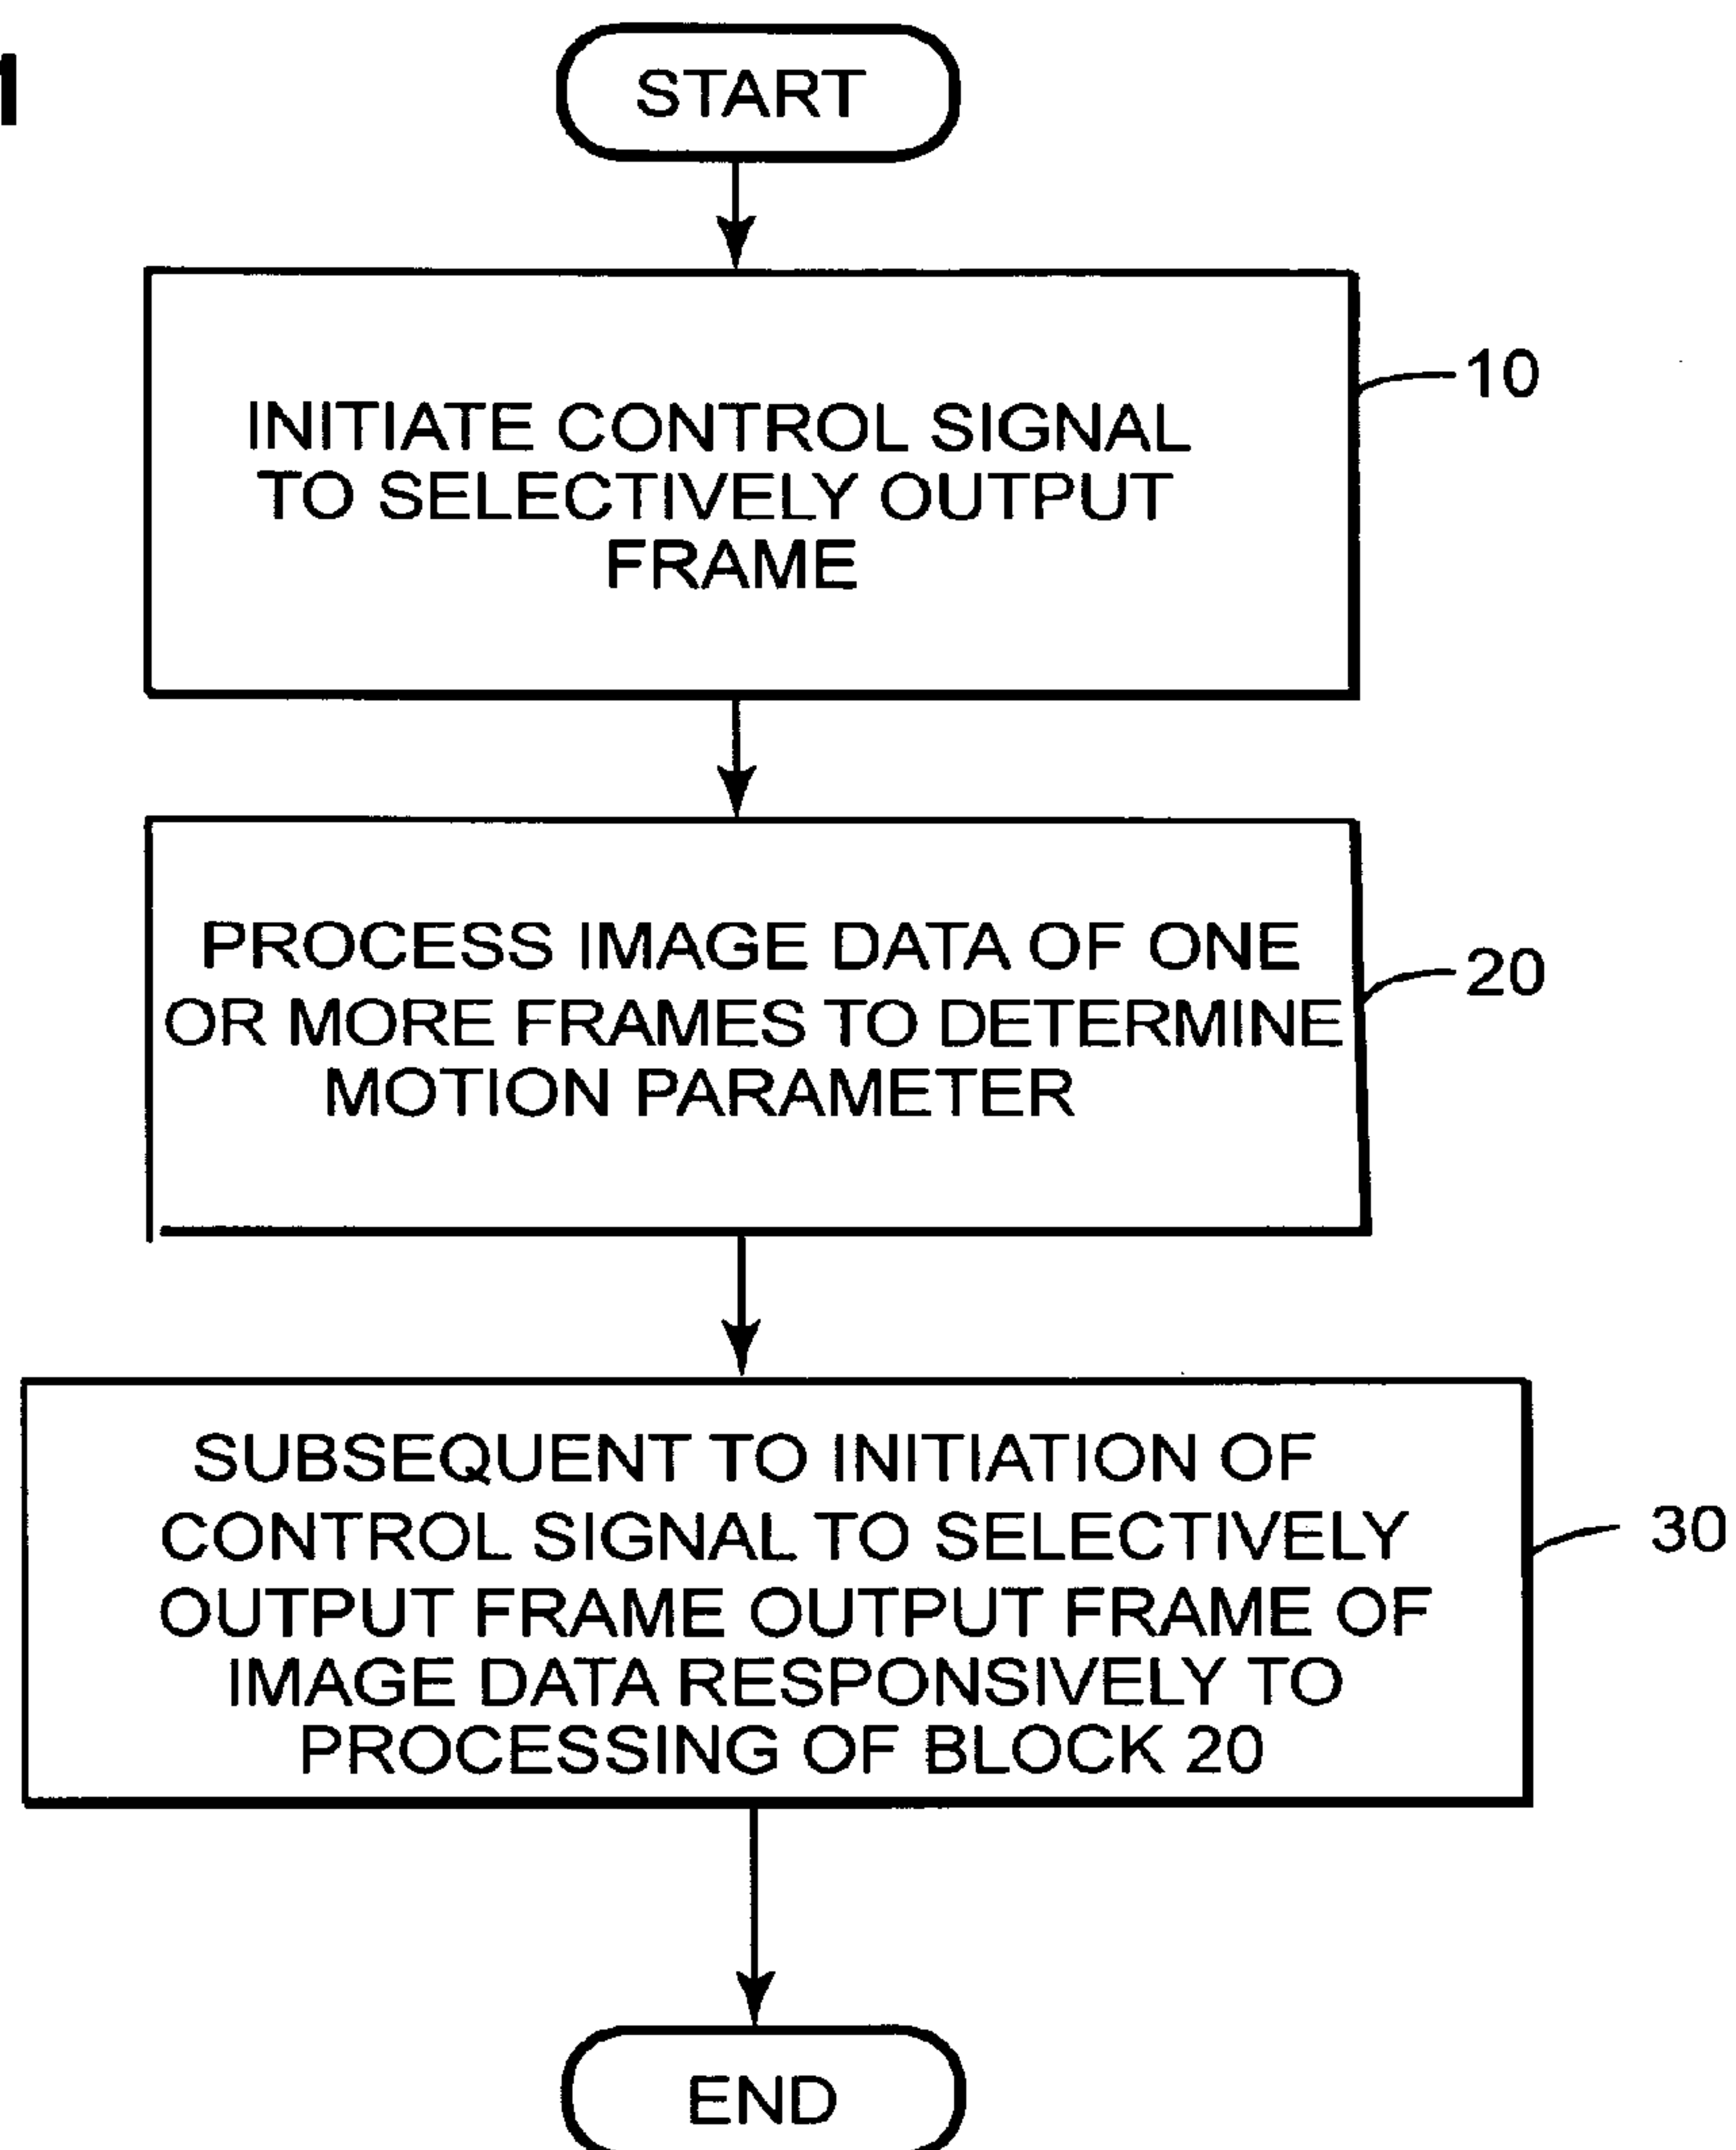 1
START
INITIATE CONTROL SIGNAL
TO SELECTIVELY OUTPUT
FRAME
10
PROCESS IMAGE DATA OF ONE
OR MORE FRAMES TO DETERMINE
MOTION PARAMETER
20
SUBSEQUENT TO INITIATION OF
CONTROL SIGNAL TO SELECTIVELY
OUTPUT FRAME OUTPUT FRAME OF
IMAGE DATA RESPONSIVELY TO
PROCESSING OF BLOCK 20
30
END